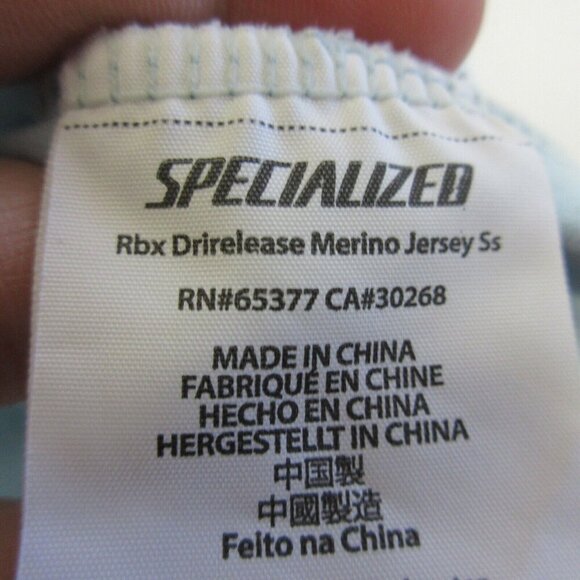 SPECIALIZED
Rbx Drirelease Merino Jersey Ss
RN#65377 CA#30268
MADE IN CHINA
FABRIQUÉ EN CHINE
HECHO EN CHINA
HERGESTELLT IN CHINA
中国製
中國製造
Feito na China